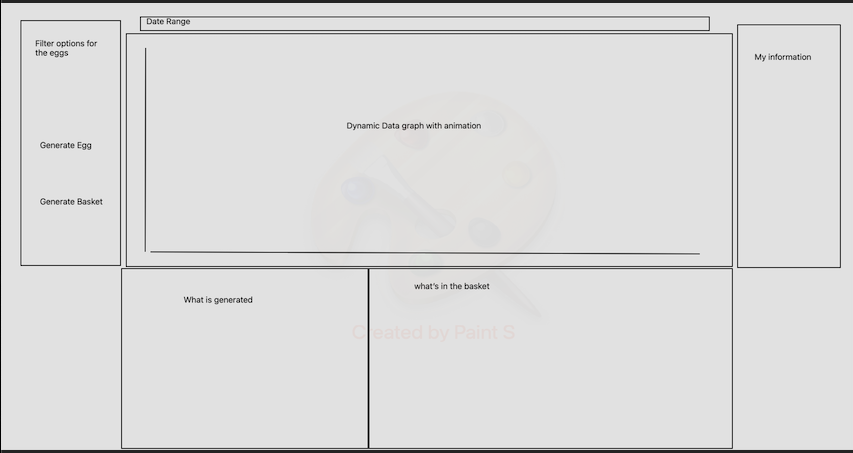 Date Range
Filter options for
the eggs
Generate Egg
Generate Basket
Dynamic Data graph with animation
My information
What is generated
what's in the basket
Created by Paint S